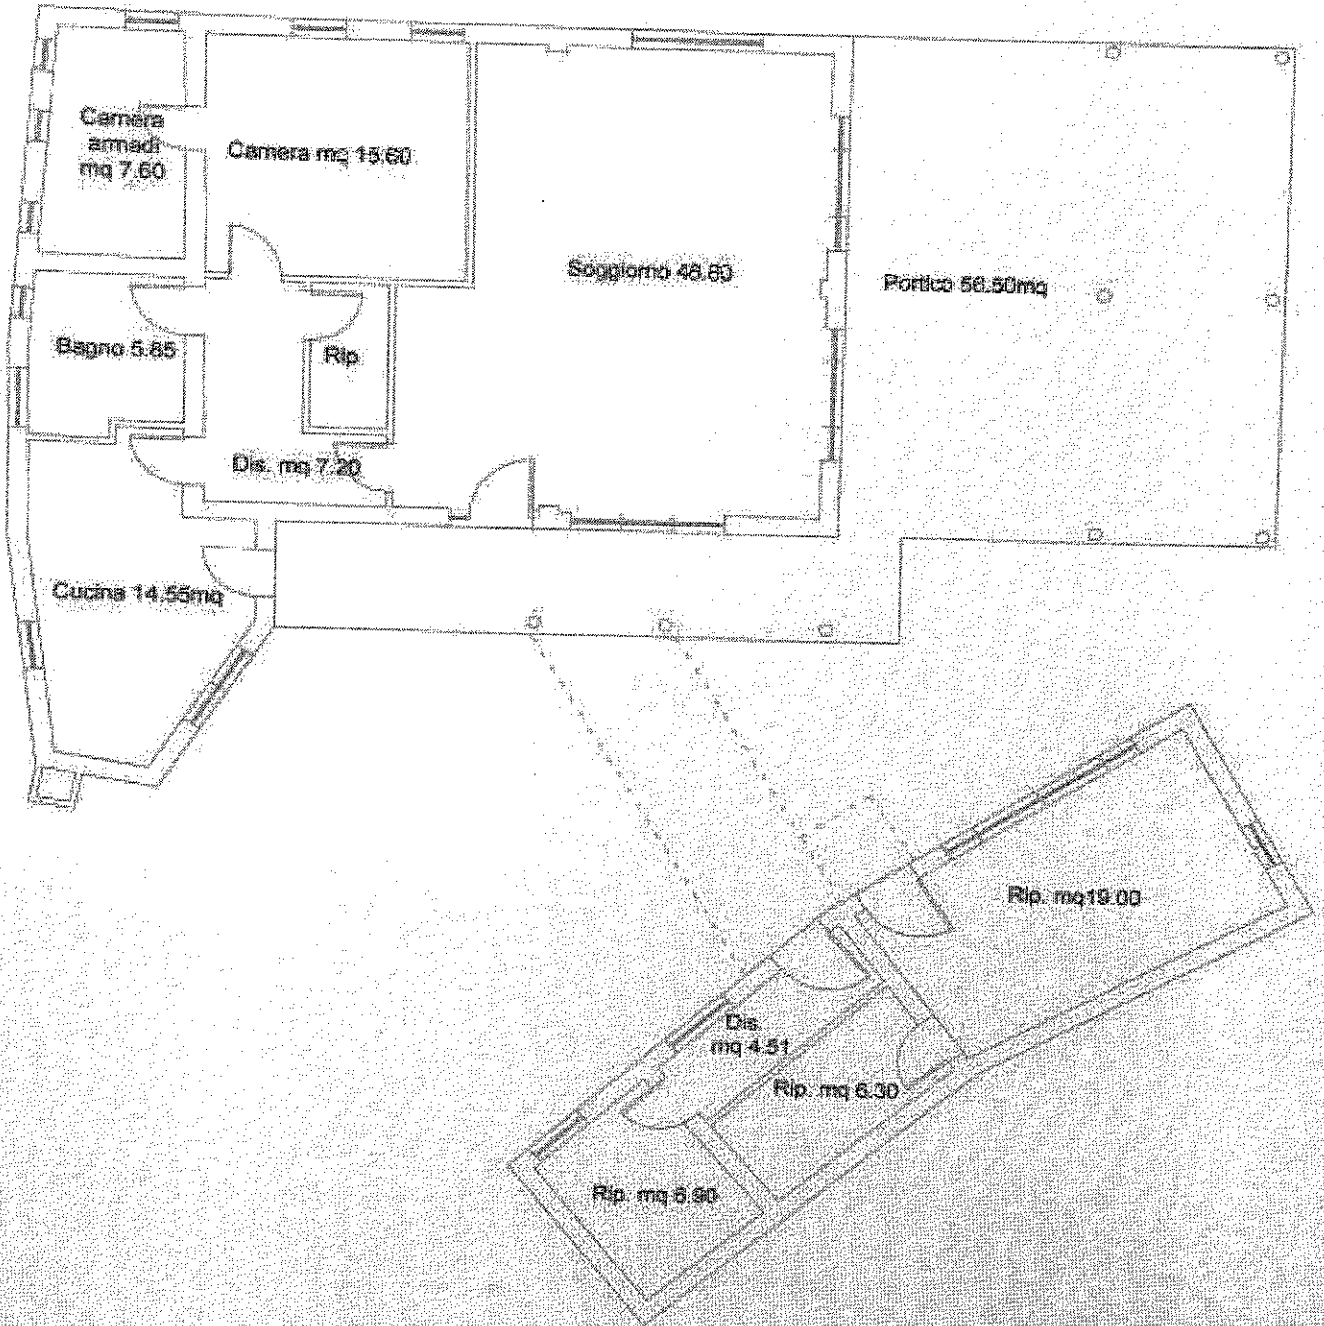 Camera
armadi
mq 7.60
Camera mq 15.60
Soggiorno 48.80
Portico 56.50mq
Bagno 5.85
Rip
Dis. mq 7.20
Cucina 14.55mq
Rip. mq19.00
Dis.
mq 4.51
Rip. mq 6.30
Rip. mq 6.90